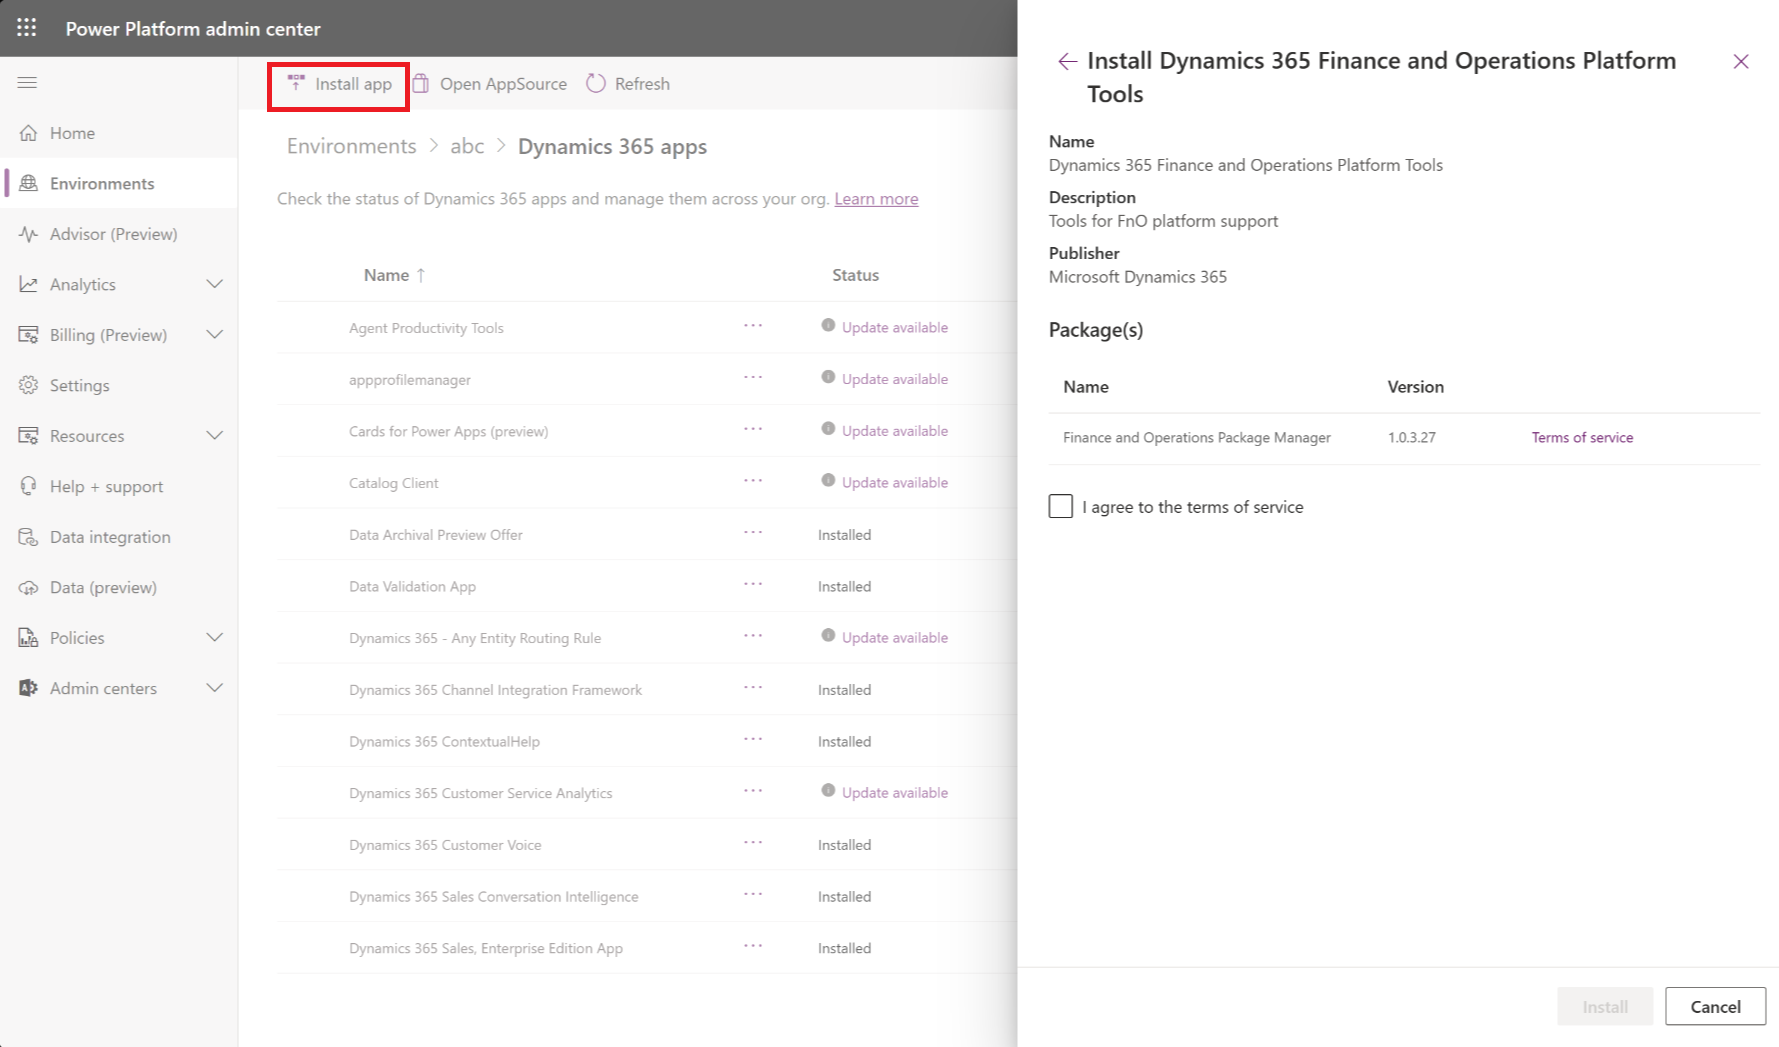 Power Platform admin center
Install app
Open AppSource
Refresh
Home
Environments
Advisor (Preview)
Analytics
Billing (Preview)
Settings
Resources
Help + support
Data integration
Data (preview)
Policies
Admin centers
Environments > abc > Dynamics 365 apps
Check the status of Dynamics 365 apps and manage them across your org. Learn more
Name ↑ Status
Agent Productivity Tools ... Update available
appprofilemanager ... Update available
Cards for Power Apps (preview) ... Update available
Catalog Client ... Update available
Data Archival Preview Offer ... Installed
Data Validation App ... Installed
Dynamics 365 - Any Entity Routing Rule ... Update available
Dynamics 365 Channel Integration Framework ... Installed
Dynamics 365 ContextualHelp ... Installed
Dynamics 365 Customer Service Analytics ... Update available
Dynamics 365 Customer Voice ... Installed
Dynamics 365 Sales Conversation Intelligence ... Installed
Dynamics 365 Sales, Enterprise Edition App ... Installed
Install Dynamics 365 Finance and Operations Platform
Tools
Name
Dynamics 365 Finance and Operations Platform Tools
Description
Tools for FnO platform support
Publisher
Microsoft Dynamics 365
Package(s)
Name Version
Finance and Operations Package Manager 1.0.3.27 Terms of service
I agree to the terms of service
Install Cancel